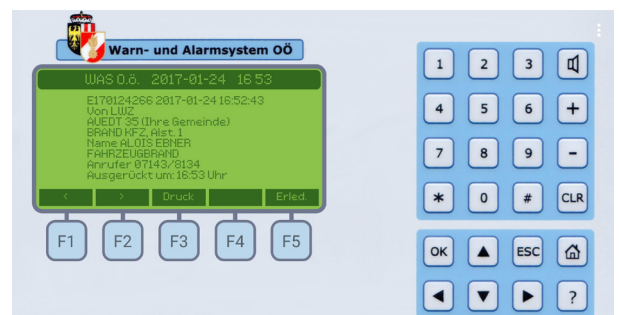 Warn- und Alarmsystem OÖ
WAS O.ö. 2017-01-24 16 53
E170124266 2017-01-24 16:52:43
Von LWZ
AUEDT 35 (Ihre Gemeinde)
BRAND KFZ, Alst. 1
Name ALOIS EBNER
FAHRZEUGBRAND
Anrufer 07143/8134
Ausgerückt um: 16:53 Uhr
< > Druck Erled.
F1 F2 F3 F4 F5
1 2 3
4 5 6 +
7 8 9 -
* 0 # CLR
OK ▲ ESC
◄ ▼ ► ?